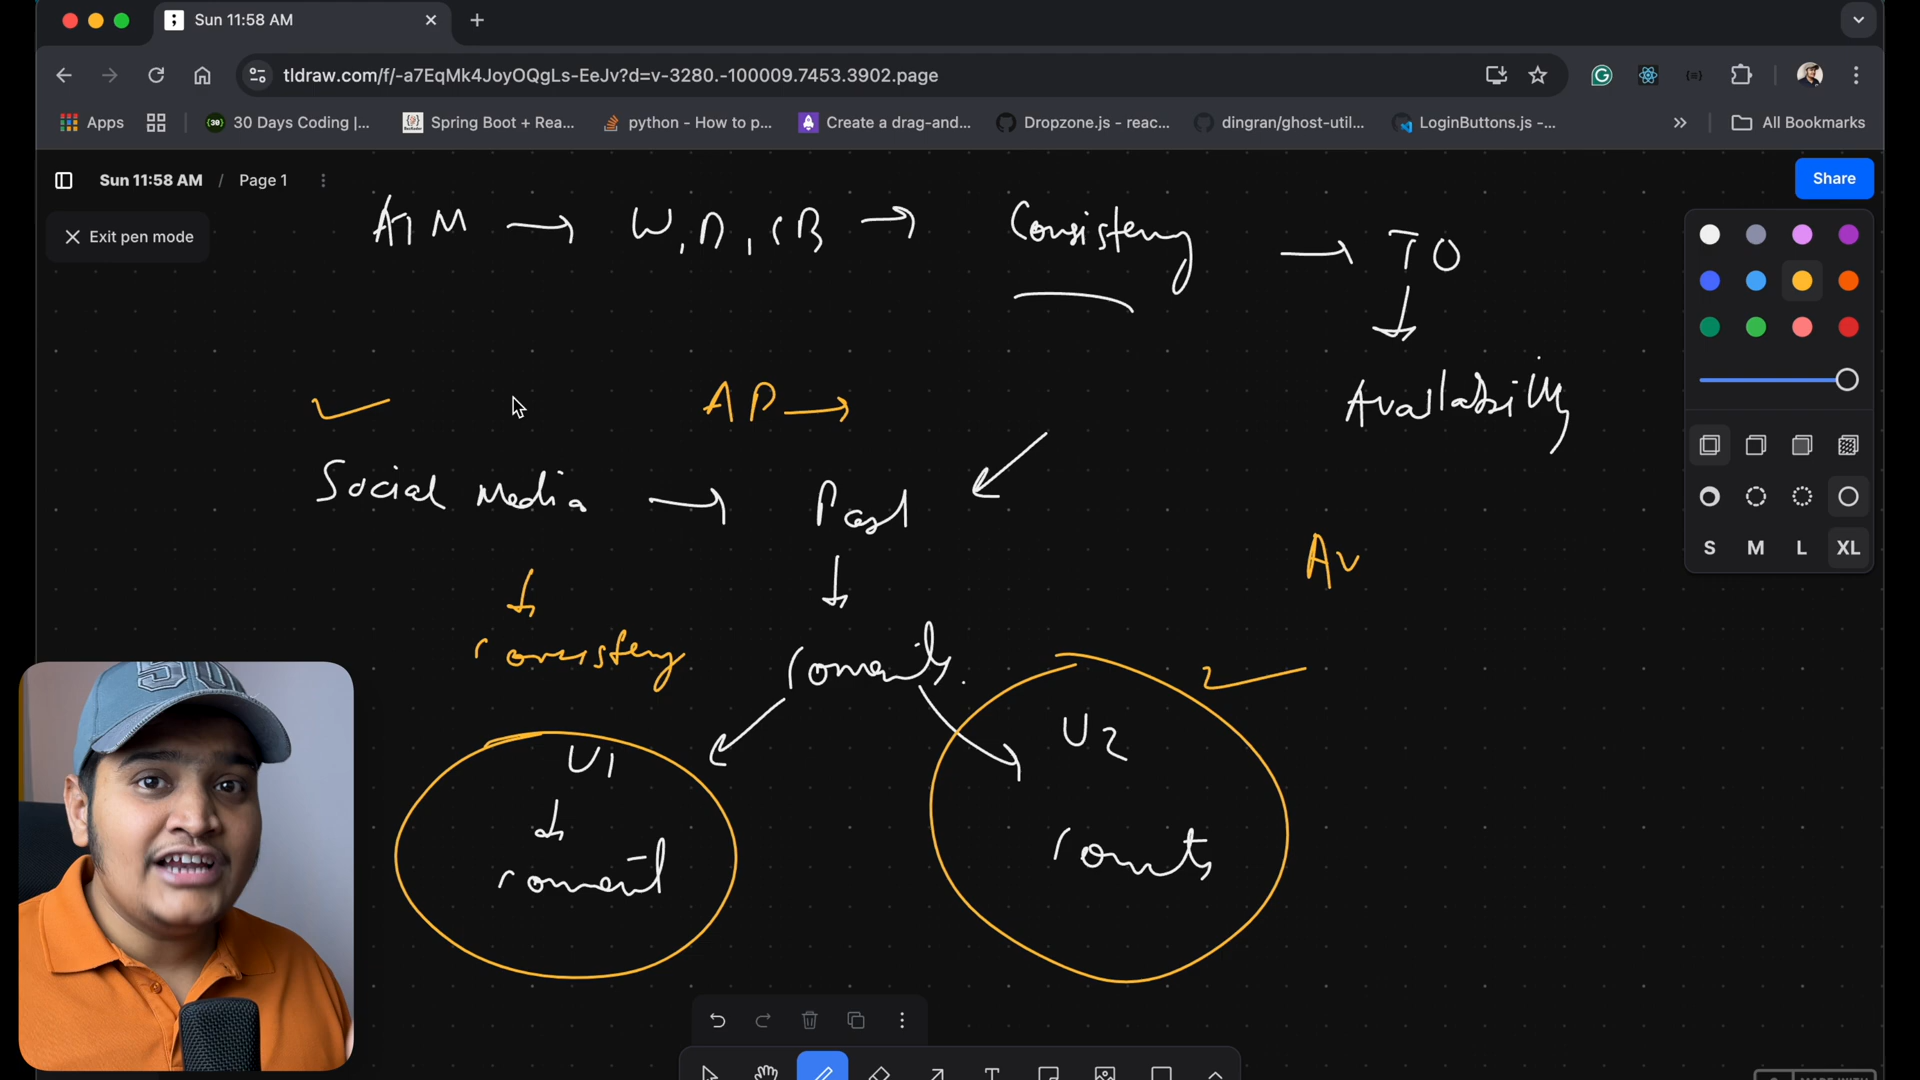 Sun 11:58 AM
tldraw.com/f/-a7EqMk4JoyOQgLs-EeJv?d=v-3280.-100009.7453.3902.page
Apps
30 Days Coding |...
Spring Boot + Rea...
python - How to p...
Create a drag-and...
Dropzone.js - reac...
dingran/ghost-util...
LoginButtons.js -...
All Bookmarks
Sun 11:58 AM / Page 1
Share
Exit pen mode
ATM → W, D, CB → Consistency → TO
Availability
AP →
Social Media → Post
Av
consistency
comments.
U1
U2
comment
S M L XL